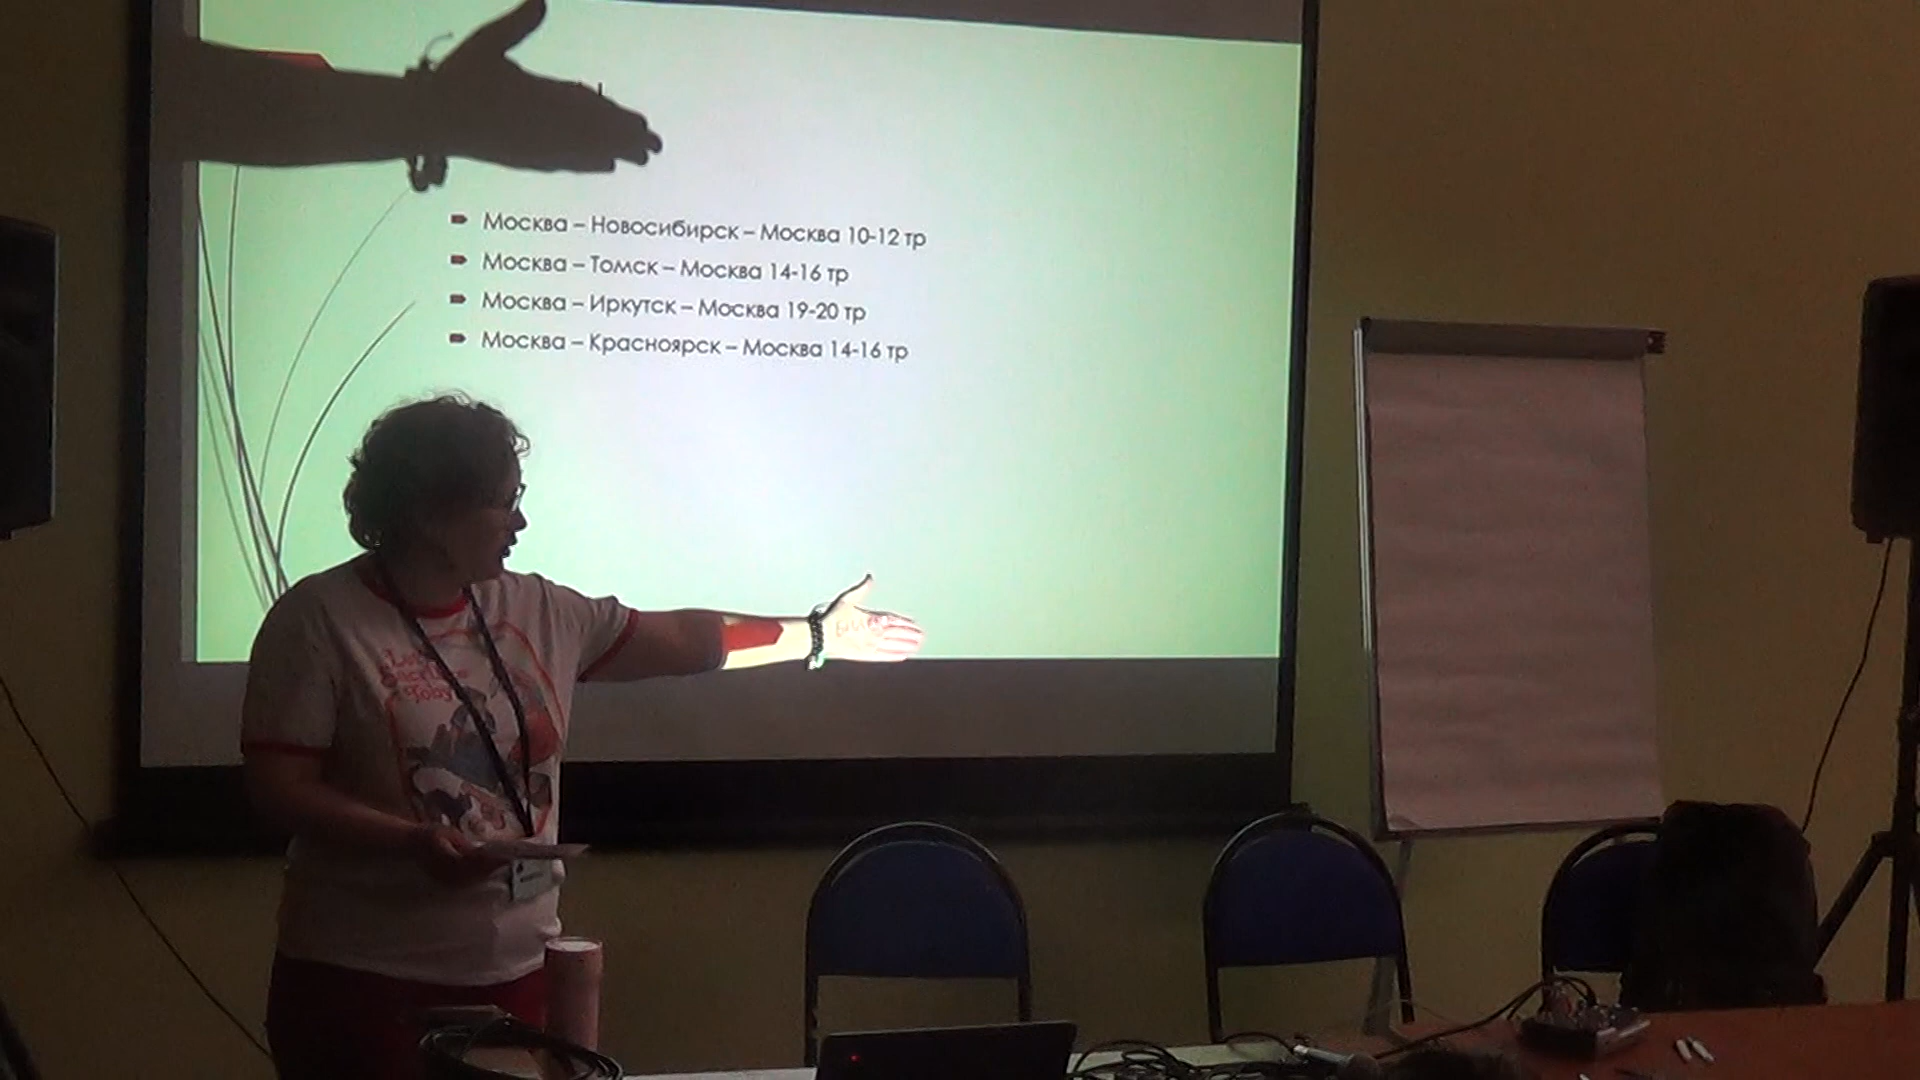 Москва – Новосибирск – Москва 10-12 тр
Москва – Томск – Москва 14-16 тр
Москва – Иркутск – Москва 19-20 тр
Москва – Красноярск – Москва 14-16 тр